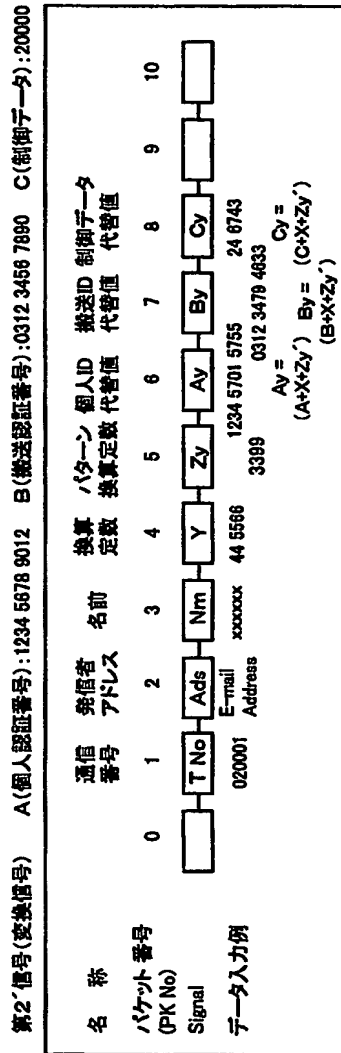 第2´信号(変換信号) A(個人認証番号):1234 5678 9012 B(搬送認証番号):0312 3456 7890 C(制御データ):20000
名 称 通信番号 発信者アドレス 名前 換算定数 パターン換算定数 個人ID代替値 搬送ID代替値 制御データ代替値
パケット番号 (PK No) 0 1 2 3 4 5 6 7 8 9 10
Signal T No Ads Nm Y Zy Ay By Cy
データ入力例 020001 E-mail Address xxxxxx 44 5566 3399 1234 5701 5755 0312 3479 4633 24 6743
Ay = (A+X+Zy´) By = (B+X+Zy´) Cy = (C+X+Zy´)